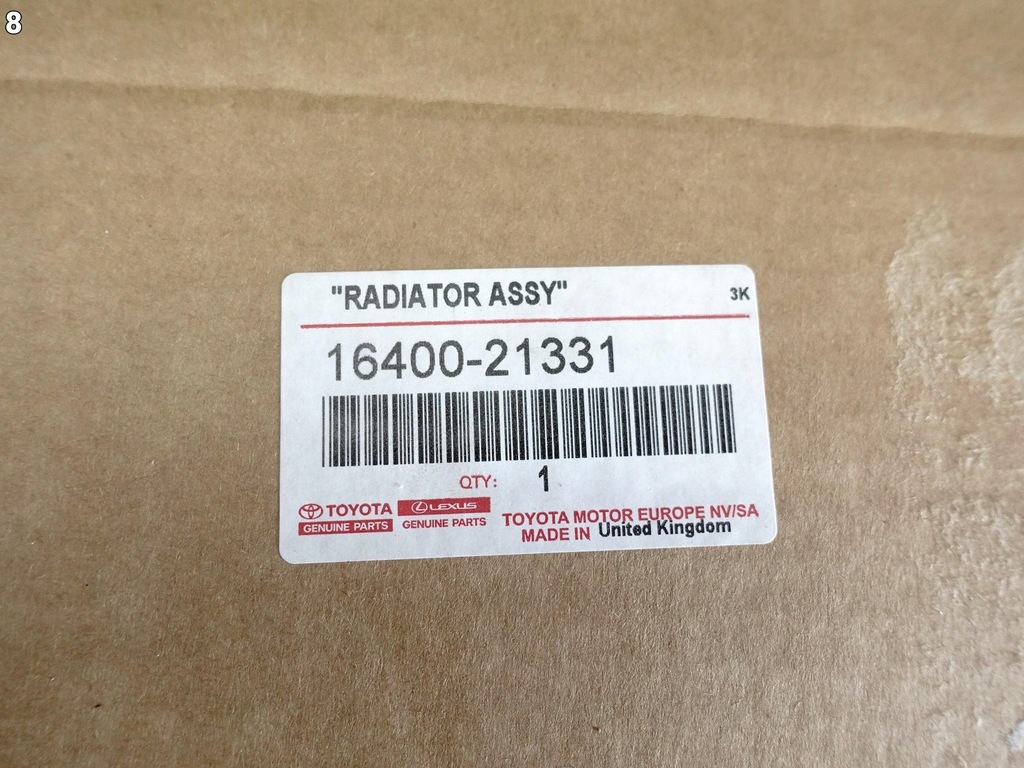 8
"RADIATOR ASSY"
3K
16400-21331
QTY: 1
TOYOTA
GENUINE PARTS
LEXUS
GENUINE PARTS
TOYOTA MOTOR EUROPE NV/SA
MADE IN United Kingdom